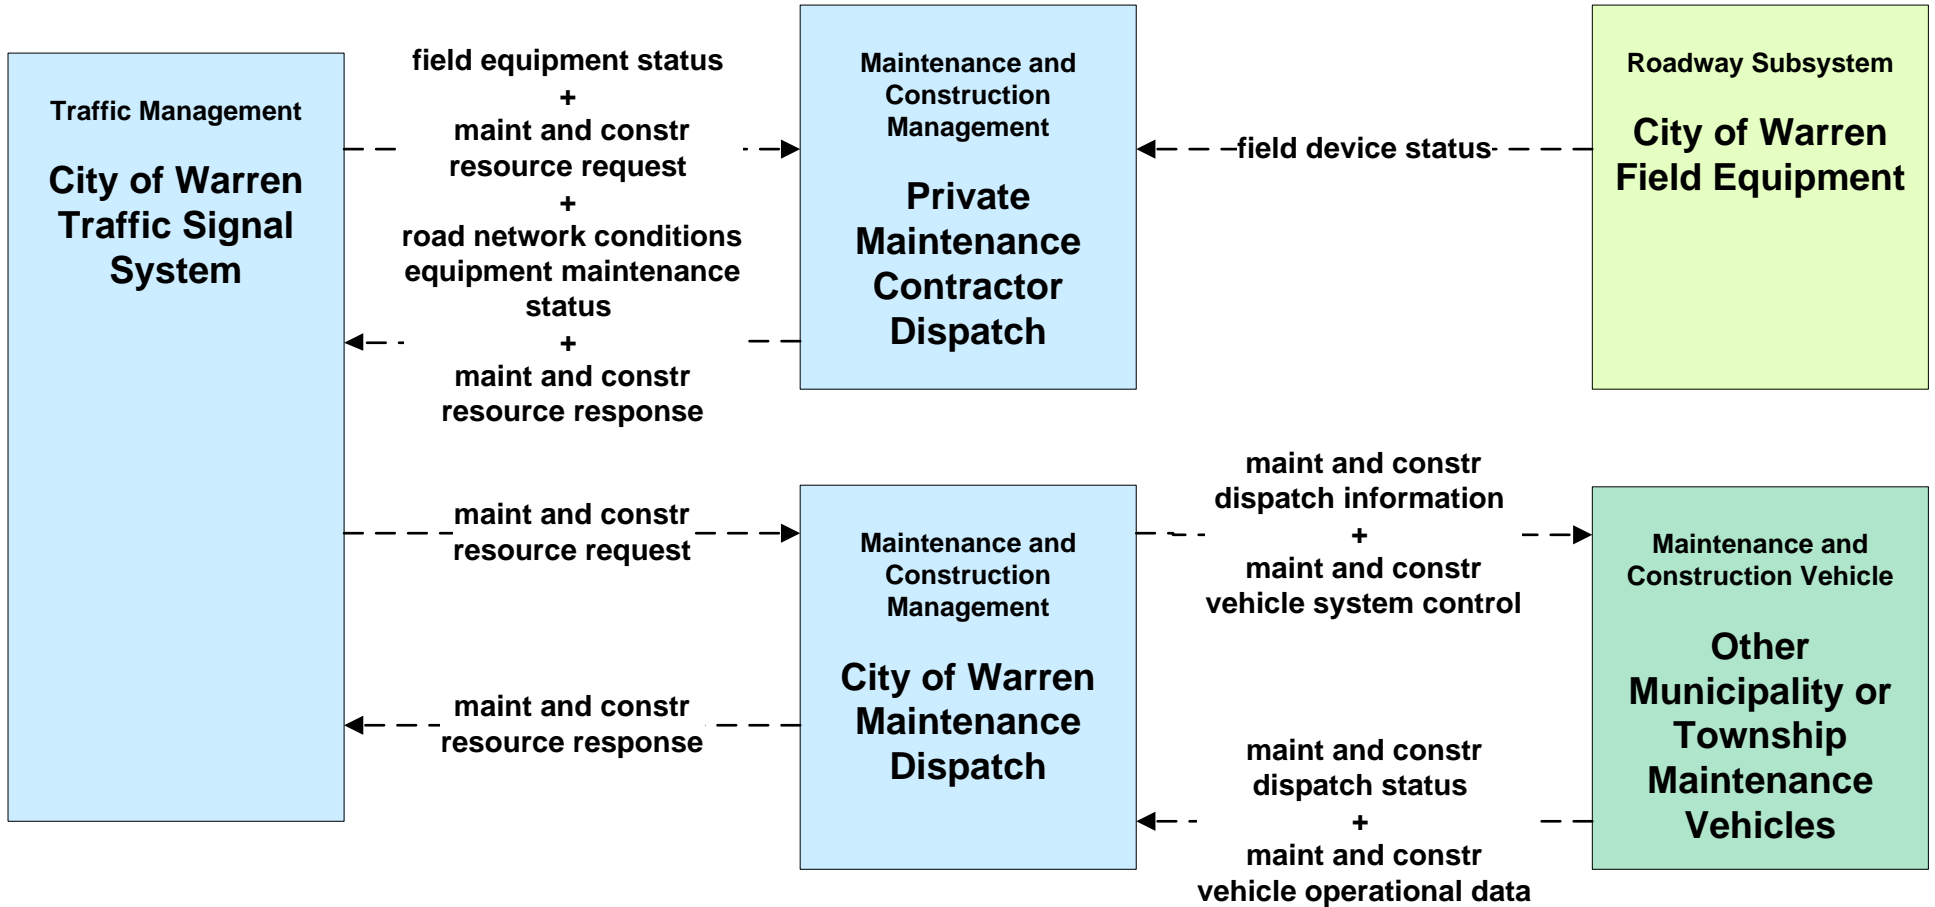 Traffic Management
City of Warren
Traffic Signal
System
field equipment status
+
maint and constr
resource request
+
road network conditions
equipment maintenance
status
+
maint and constr
resource response
Maintenance and
Construction
Management
Private
Maintenance
Contractor
Dispatch
field device status
Roadway Subsystem
City of Warren
Field Equipment
maint and constr
resource request
maint and constr
resource response
Maintenance and
Construction
Management
City of Warren
Maintenance
Dispatch
maint and constr
dispatch information
+
maint and constr
vehicle system control
maint and constr
dispatch status
+
maint and constr
vehicle operational data
Maintenance and
Construction Vehicle
Other
Municipality or
Township
Maintenance
Vehicles